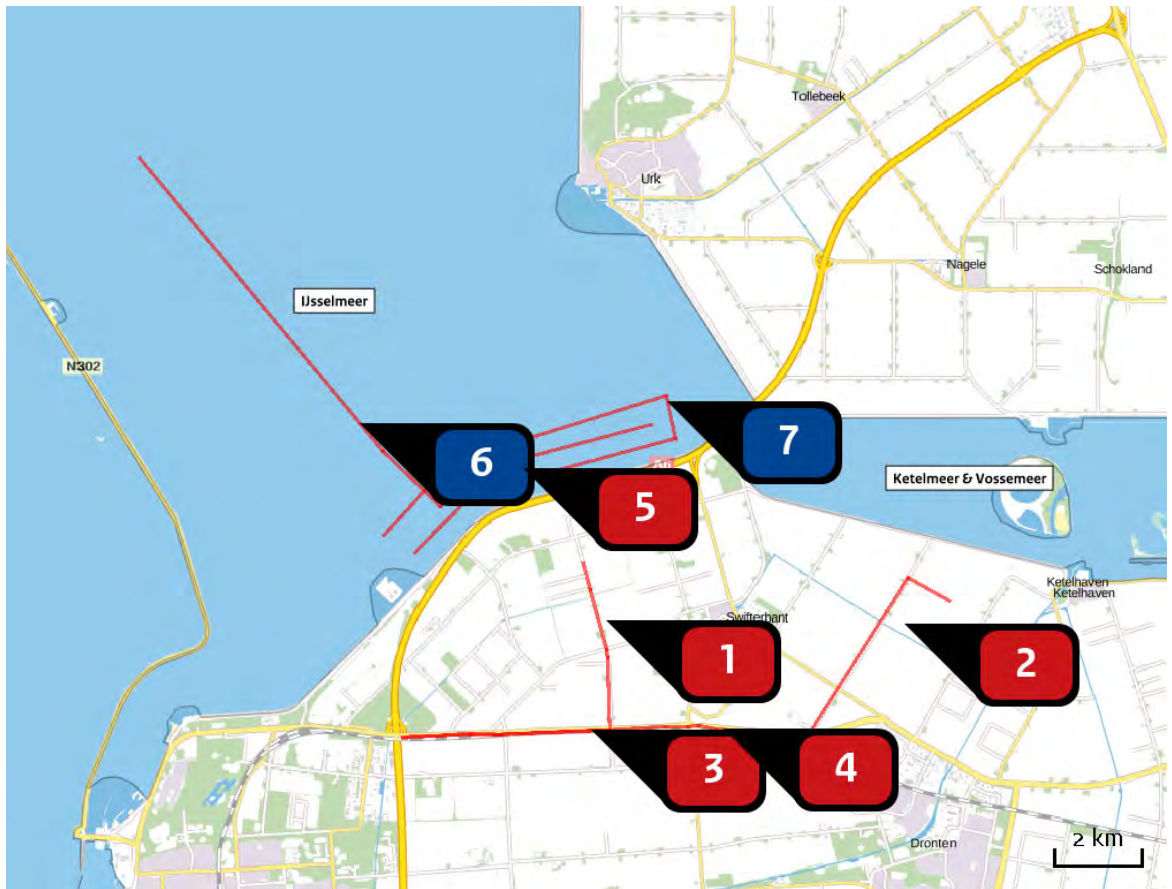 Tollebeek
Urk
Nagele
Schokland
IJsselmeer
N302
7
6
A6
Ketelmeer & Vossemeer
5
Ketelhaven
Ketelhaven
Swifterbant
1
2
3
4
2 km
Dronten